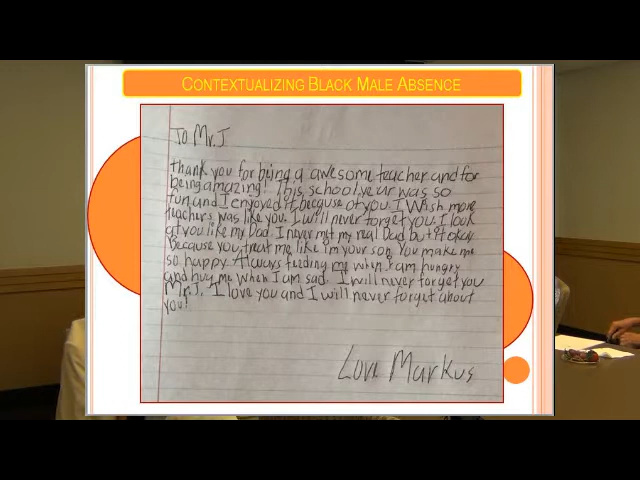 CONTEXTUALIZING BLACK MALE ABSENCE
To Mr.J
thank you for being a awesome teacher and for
being amazing! This school year was so
fun and I enjoyed it because of you. I Wish more
teachers was like you. I will never forget you. I look
at you like my Dad. I never met my real Dad but it okay
Because you treat me like i'm your son. You make me
so happy. Always feeding me when I am hungry
and hug me when I am sad. I will never forget you
Mr.J. I love you and I will never forget about
you!
Love Markus